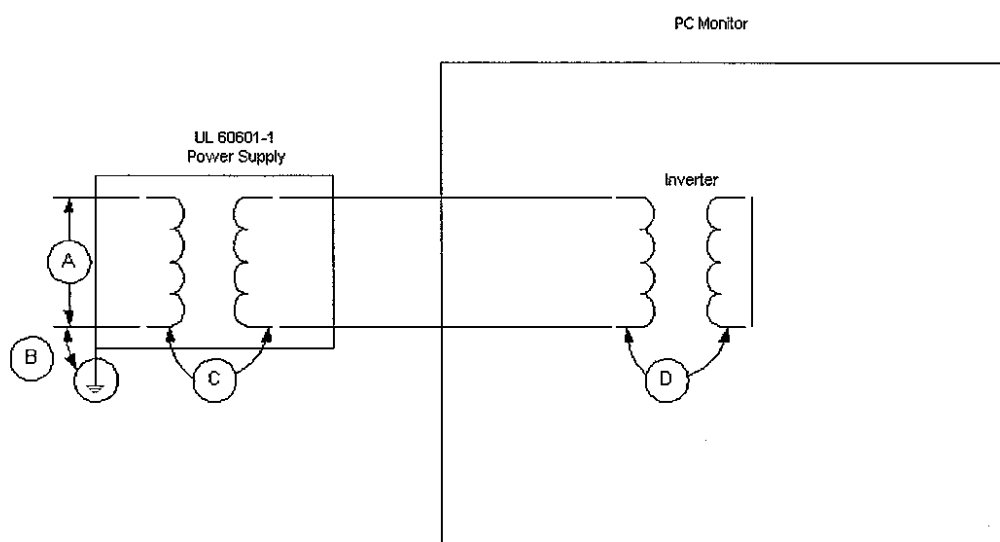 PC Monitor
UL 60601-1
Power Supply
Inverter
A
B
C
D